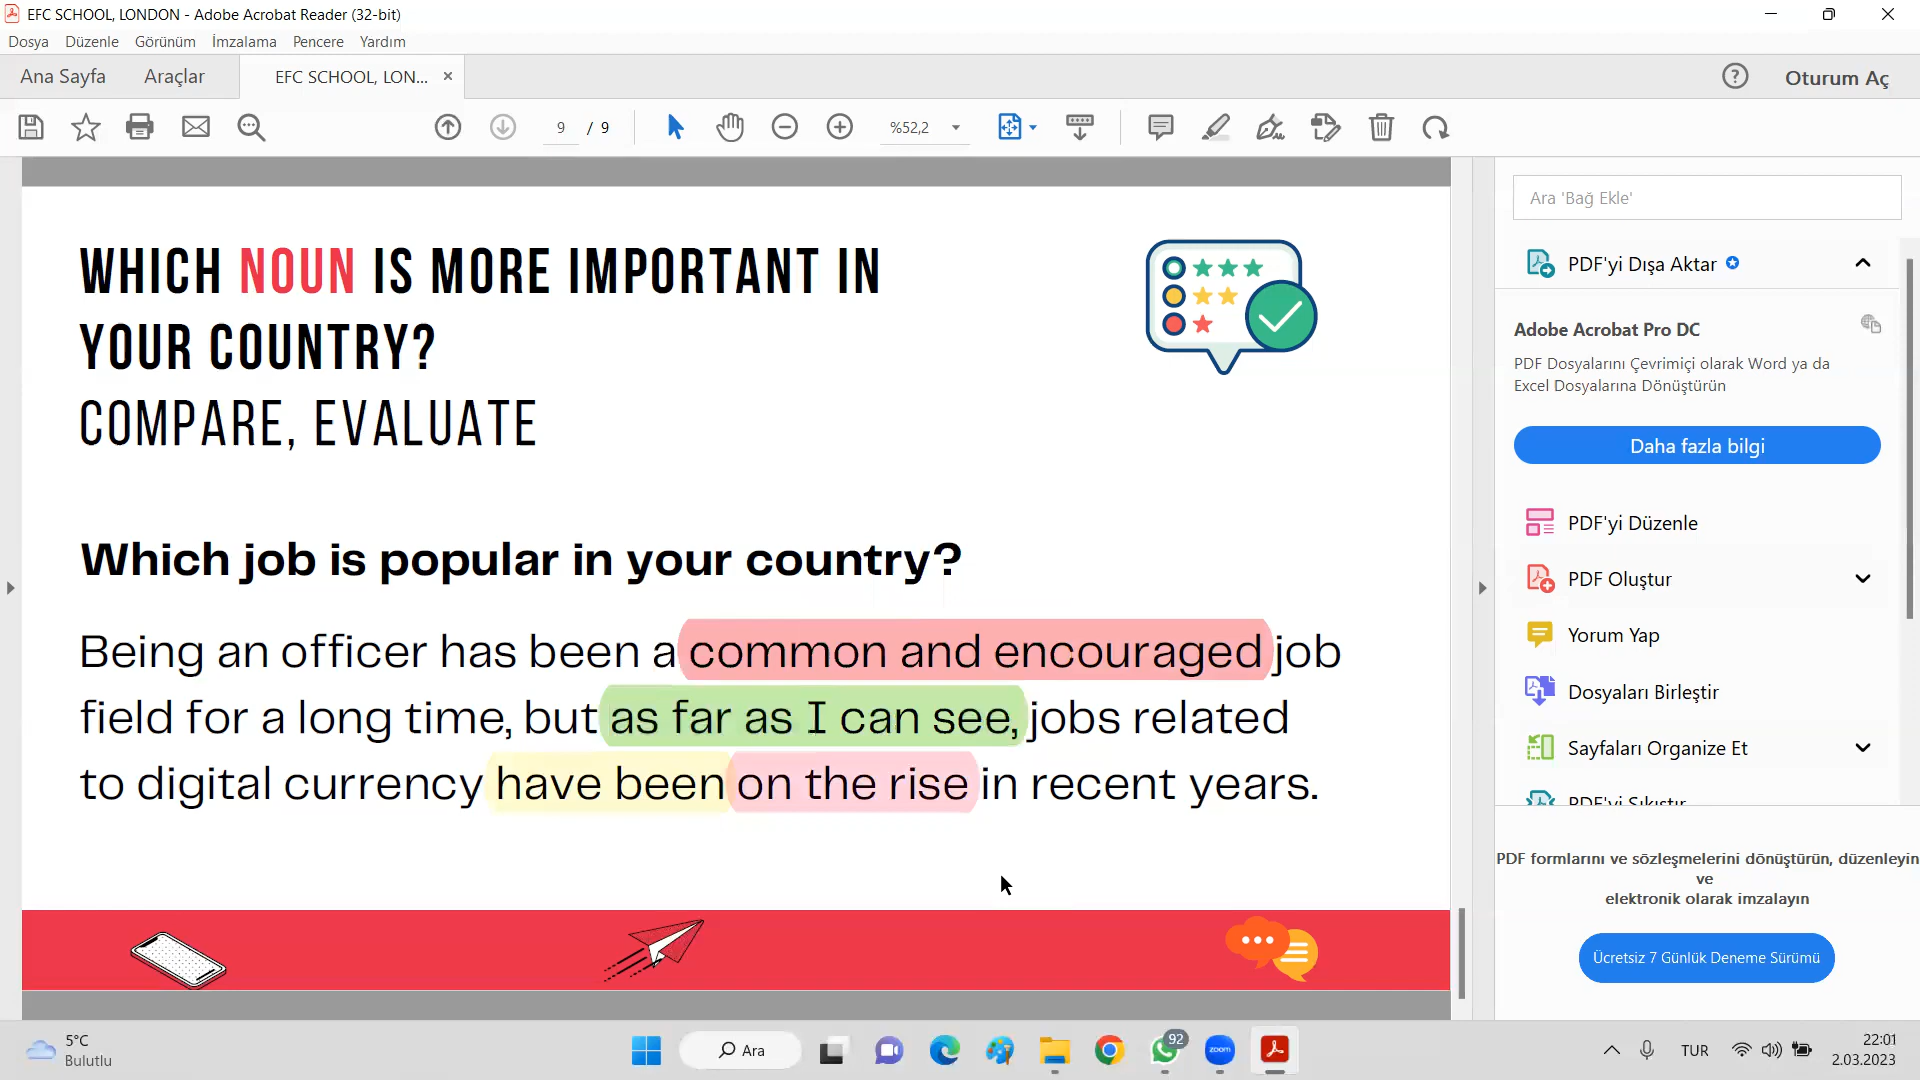 EFC SCHOOL, LONDON - Adobe Acrobat Reader (32-bit)
Dosya Düzenle Görünüm İmzalama Pencere Yardım
Ana Sayfa Araçlar EFC SCHOOL, LON... Oturum Aç
9 / 9 %52,2
WHICH NOUN IS MORE IMPORTANT IN
YOUR COUNTRY?
COMPARE, EVALUATE
Which job is popular in your country?
Being an officer has been a common and encouraged job
field for a long time, but as far as I can see, jobs related
to digital currency have been on the rise in recent years.
Ara 'Bağ Ekle'
PDF'yi Dışa Aktar
Adobe Acrobat Pro DC
PDF Dosyalarını Çevrimiçi olarak Word ya da
Excel Dosyalarına Dönüştürün
Daha fazla bilgi
PDF'yi Düzenle
PDF Oluştur
Yorum Yap
Dosyaları Birleştir
Sayfaları Organize Et
PDF'yi Sıkıştır
PDF formlarını ve sözleşmelerini dönüştürün, düzenleyin
ve
elektronik olarak imzalayın
Ücretsiz 7 Günlük Deneme Sürümü
5°C
Bulutlu
Ara
92
zoom
TUR
22:01
2.03.2023